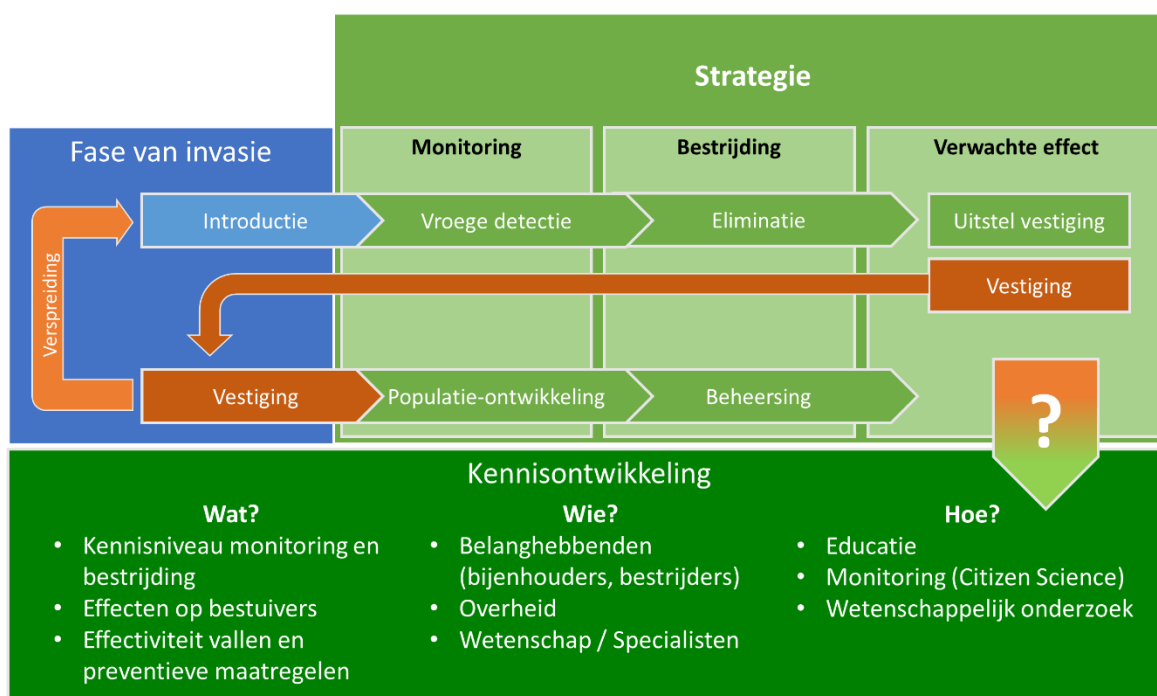 Strategie
Fase van invasie
Monitoring
Bestrijding
Verwachte effect
Introductie
Vroege detectie
Eliminatie
Uitstel vestiging
Verspreiding
Vestiging
Vestiging
Populatie-ontwikkeling
Beheersing
?
Kennisontwikkeling
Wat?
• Kennisniveau monitoring en
bestrijding
• Effecten op bestuivers
• Effectiviteit vallen en
preventieve maatregelen
Wie?
• Belanghebbenden
(bijenhouders, bestrijders)
• Overheid
• Wetenschap / Specialisten
Hoe?
• Educatie
• Monitoring (Citizen Science)
• Wetenschappelijk onderzoek